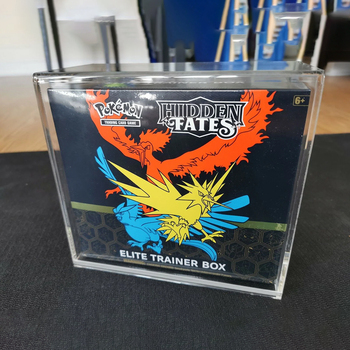 Pokémon
TRADING CARD GAME
HIDDEN
FATES
6+
ELITE TRAINER BOX